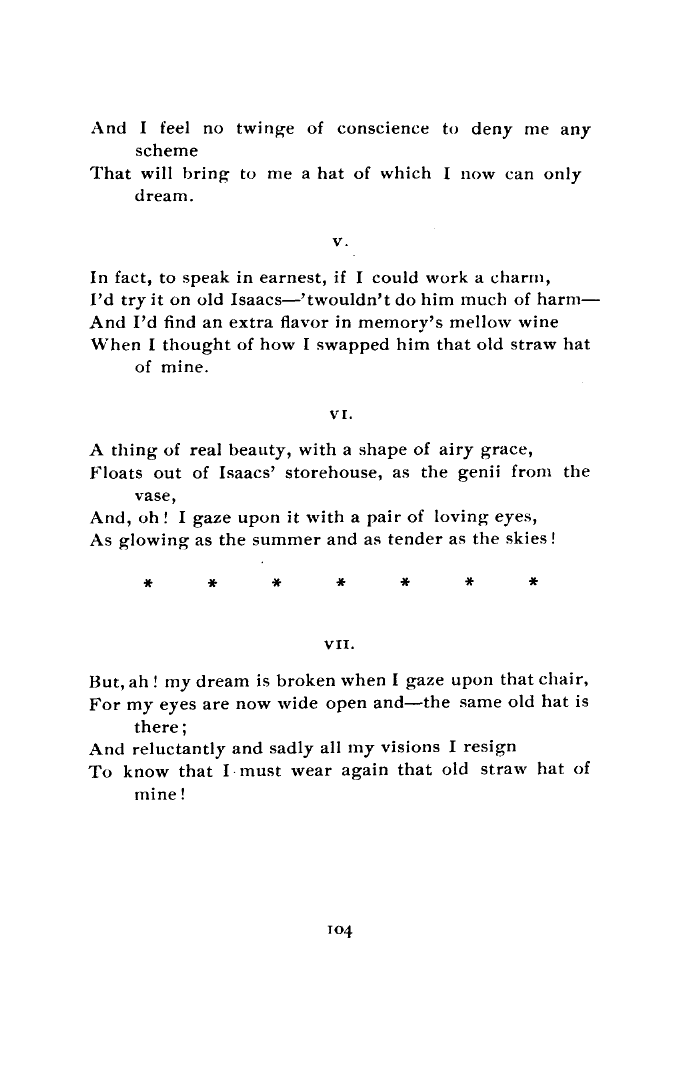 And I feel no twinge of conscience to deny me any
scheme
That will bring to me a hat of which I now can only
dream.
V.
In fact, to speak in earnest, if I could work a charm,
I'd try it on old Isaacs—'twouldn't do him much of harm—
And I'd find an extra flavor in memory's mellow wine
When I thought of how I swapped him that old straw hat
of mine.
VI.
A thing of real beauty, with a shape of airy grace,
Floats out of Isaacs' storehouse, as the genii from the
vase,
And, oh! I gaze upon it with a pair of loving eyes,
As glowing as the summer and as tender as the skies!
* * * * * * *
VII.
But, ah! my dream is broken when I gaze upon that chair,
For my eyes are now wide open and—the same old hat is
there;
And reluctantly and sadly all my visions I resign
To know that I must wear again that old straw hat of
mine!
104